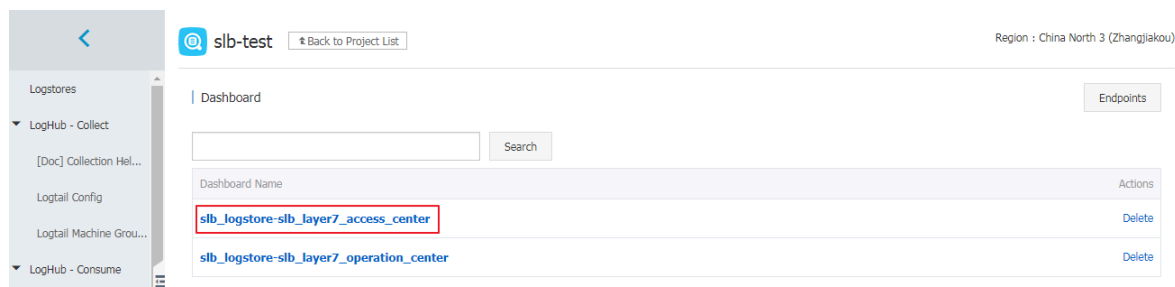 slb-test
Back to Project List
Region : China North 3 (Zhangjiakou)
Logstores
LogHub - Collect
[Doc] Collection Hel...
Logtail Config
Logtail Machine Grou...
LogHub - Consume
Dashboard
Endpoints
Search
Dashboard Name Actions
slb_logstore-slb_layer7_access_center Delete
slb_logstore-slb_layer7_operation_center Delete